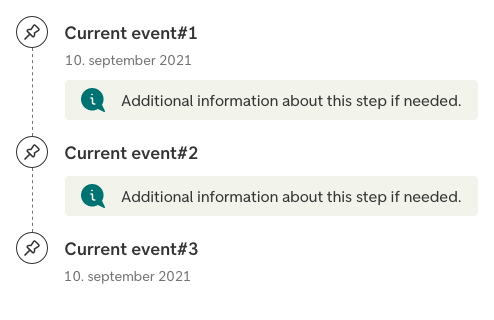 Current event#1
10. september 2021
Additional information about this step if needed.
Current event#2
Additional information about this step if needed.
Current event#3
10. september 2021